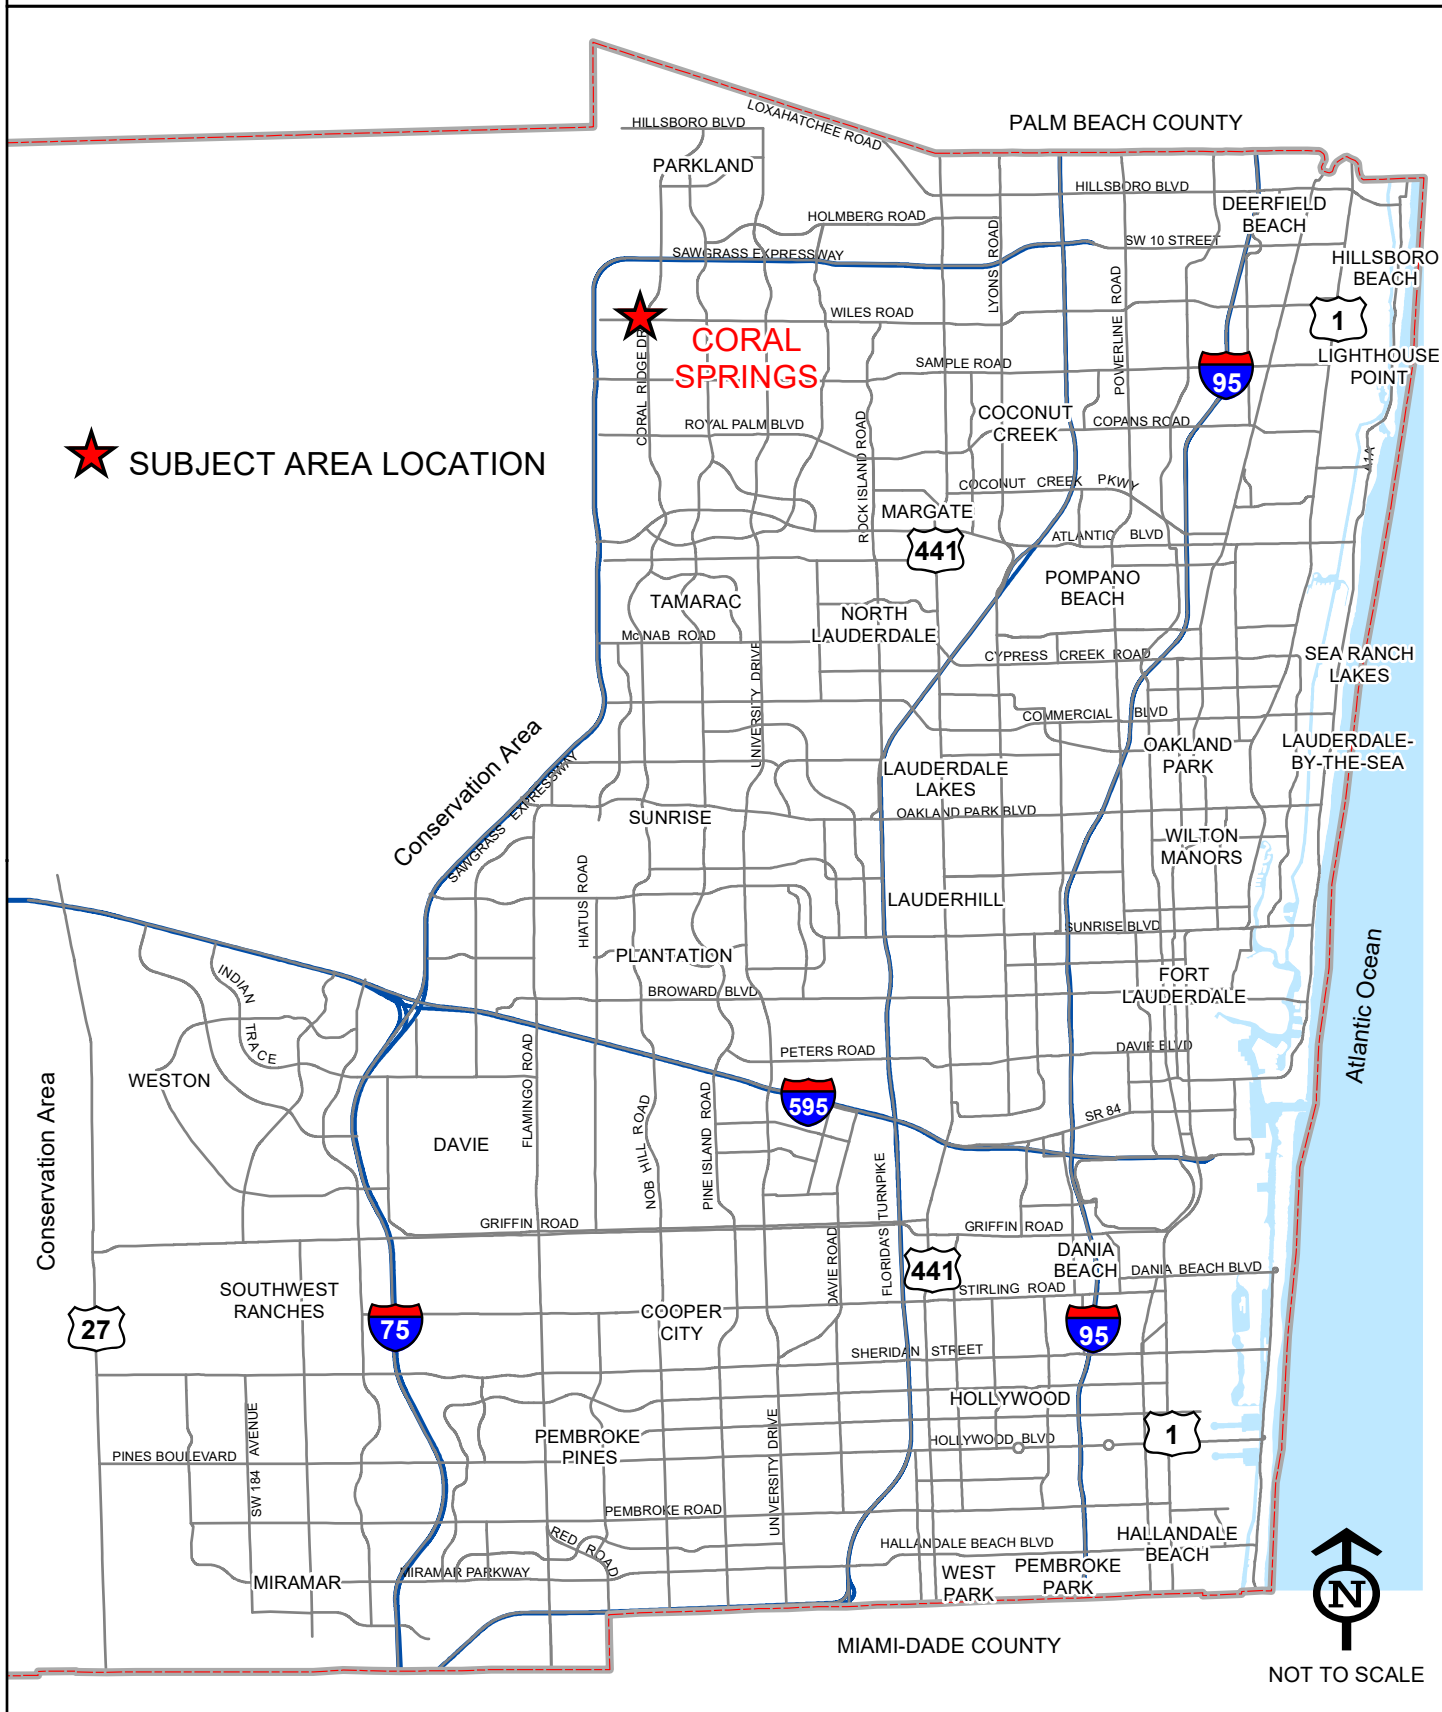 LOXAHATCHEE ROAD
HILLSBORO BLVD
PALM BEACH COUNTY
PARKLAND
HILLSBORO BLVD
DEERFIELD
BEACH
HOLMBERG ROAD
LYONS ROAD
SW 10 STREET
SAWGRASS EXPRESSWAY
HILLSBORO
BEACH
POWERLINE ROAD
WILES ROAD
1
CORAL
SPRINGS
CORAL RIDGE DR
LIGHTHOUSE
POINT
SAMPLE ROAD
95
COCONUT
CREEK
COPANS ROAD
ROYAL PALM BLVD
ROCK ISLAND ROAD
SUBJECT AREA LOCATION
A1A
COCONUT CREEK PKWY
MARGATE
441
ATLANTIC BLVD
POMPANO
BEACH
TAMARAC
NORTH
LAUDERDALE
McNAB ROAD
CYPRESS CREEK ROAD
SEA RANCH
LAKES
UNIVERSITY DRIVE
COMMERCIAL BLVD
OAKLAND
PARK
LAUDERDALE-
BY-THE-SEA
Conservation Area
SAWGRASS EXPRESSWAY
LAUDERDALE
LAKES
SUNRISE
OAKLAND PARK BLVD
WILTON
MANORS
HIATUS ROAD
LAUDERHILL
SUNRISE BLVD
PLANTATION
FORT
LAUDERDALE
Atlantic Ocean
INDIAN
TRACE
BROWARD BLVD
PETERS ROAD
DAVIE BLVD
WESTON
FLAMINGO ROAD
595
SR 84
Conservation Area
DAVIE
NOB HILL ROAD
PINE ISLAND ROAD
FLORIDA'S TURNPIKE
GRIFFIN ROAD
GRIFFIN ROAD
DAVIE ROAD
DANIA
BEACH
DANIA BEACH BLVD
441
STIRLING ROAD
SOUTHWEST
RANCHES
COOPER
CITY
27
75
95
SHERIDAN STREET
HOLLYWOOD
SW 184 AVENUE
UNIVERSITY DRIVE
1
PEMBROKE
PINES
HOLLYWOOD BLVD
PINES BOULEVARD
PEMBROKE ROAD
RED ROAD
HALLANDALE BEACH BLVD
HALLANDALE
BEACH
MIRAMAR PARKWAY
MIRAMAR
WEST
PARK
PEMBROKE
PARK
N
MIAMI-DADE COUNTY
NOT TO SCALE